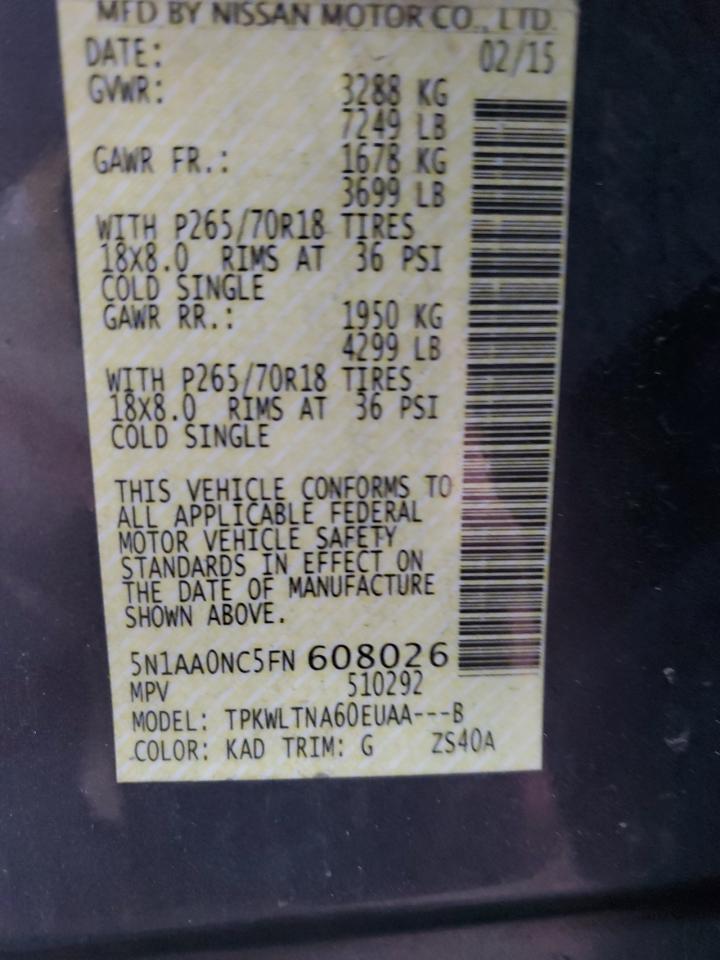 MFD BY NISSAN MOTOR CO., LTD.
DATE: 02/15
GVWR: 3288 KG
7249 LB
GAWR FR.: 1678 KG
3699 LB
WITH P265/70R18 TIRES
18X8.0 RIMS AT 36 PSI
COLD SINGLE
GAWR RR.: 1950 KG
4299 LB
WITH P265/70R18 TIRES
18X8.0 RIMS AT 36 PSI
COLD SINGLE
THIS VEHICLE CONFORMS TO
ALL APPLICABLE FEDERAL
MOTOR VEHICLE SAFETY
STANDARDS IN EFFECT ON
THE DATE OF MANUFACTURE
SHOWN ABOVE.
5N1AA0NC5FN 608026
MPV 510292
MODEL: TPKWLTNA60EUAA---B
COLOR: KAD TRIM: G ZS40A